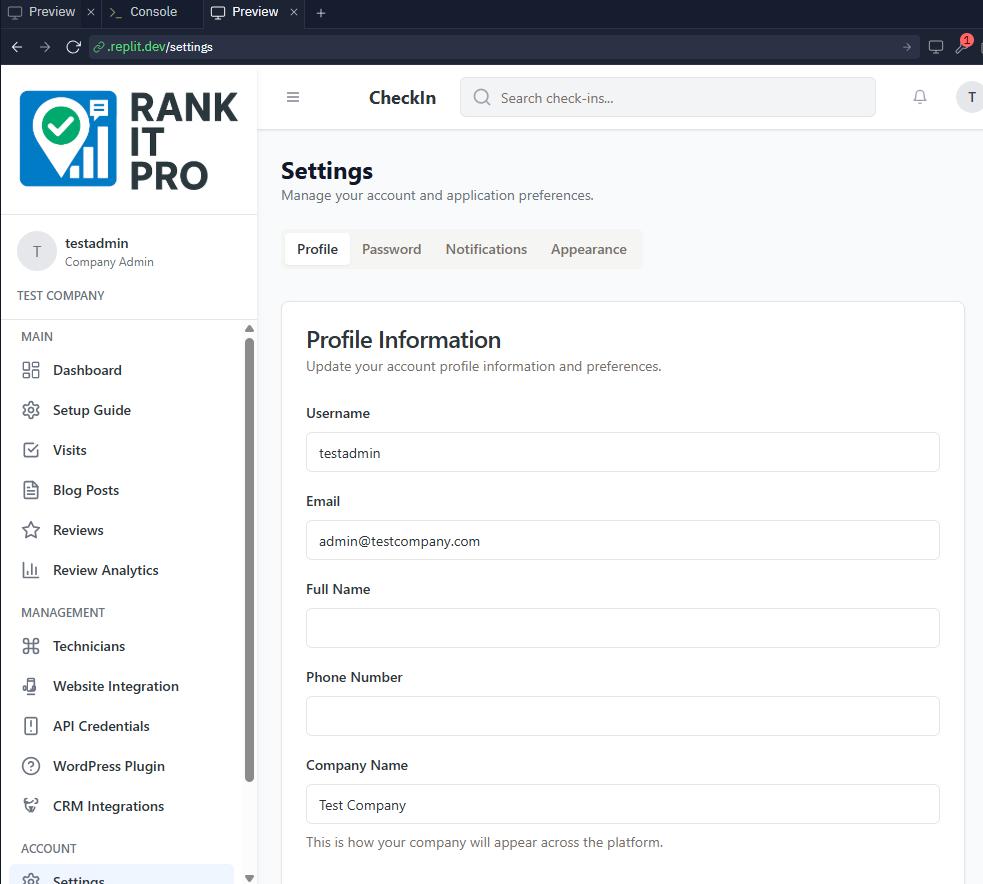 Preview
Console
Preview
.replit.dev/settings
1
RANK
IT
PRO
CheckIn
Search check-ins...
T
T
testadmin
Company Admin
TEST COMPANY
MAIN
Dashboard
Setup Guide
Visits
Blog Posts
Reviews
Review Analytics
MANAGEMENT
Technicians
Website Integration
API Credentials
WordPress Plugin
CRM Integrations
ACCOUNT
Settings
Settings
Manage your account and application preferences.
Profile Password Notifications Appearance
Profile Information
Update your account profile information and preferences.
Username
testadmin
Email
admin@testcompany.com
Full Name
Phone Number
Company Name
Test Company
This is how your company will appear across the platform.